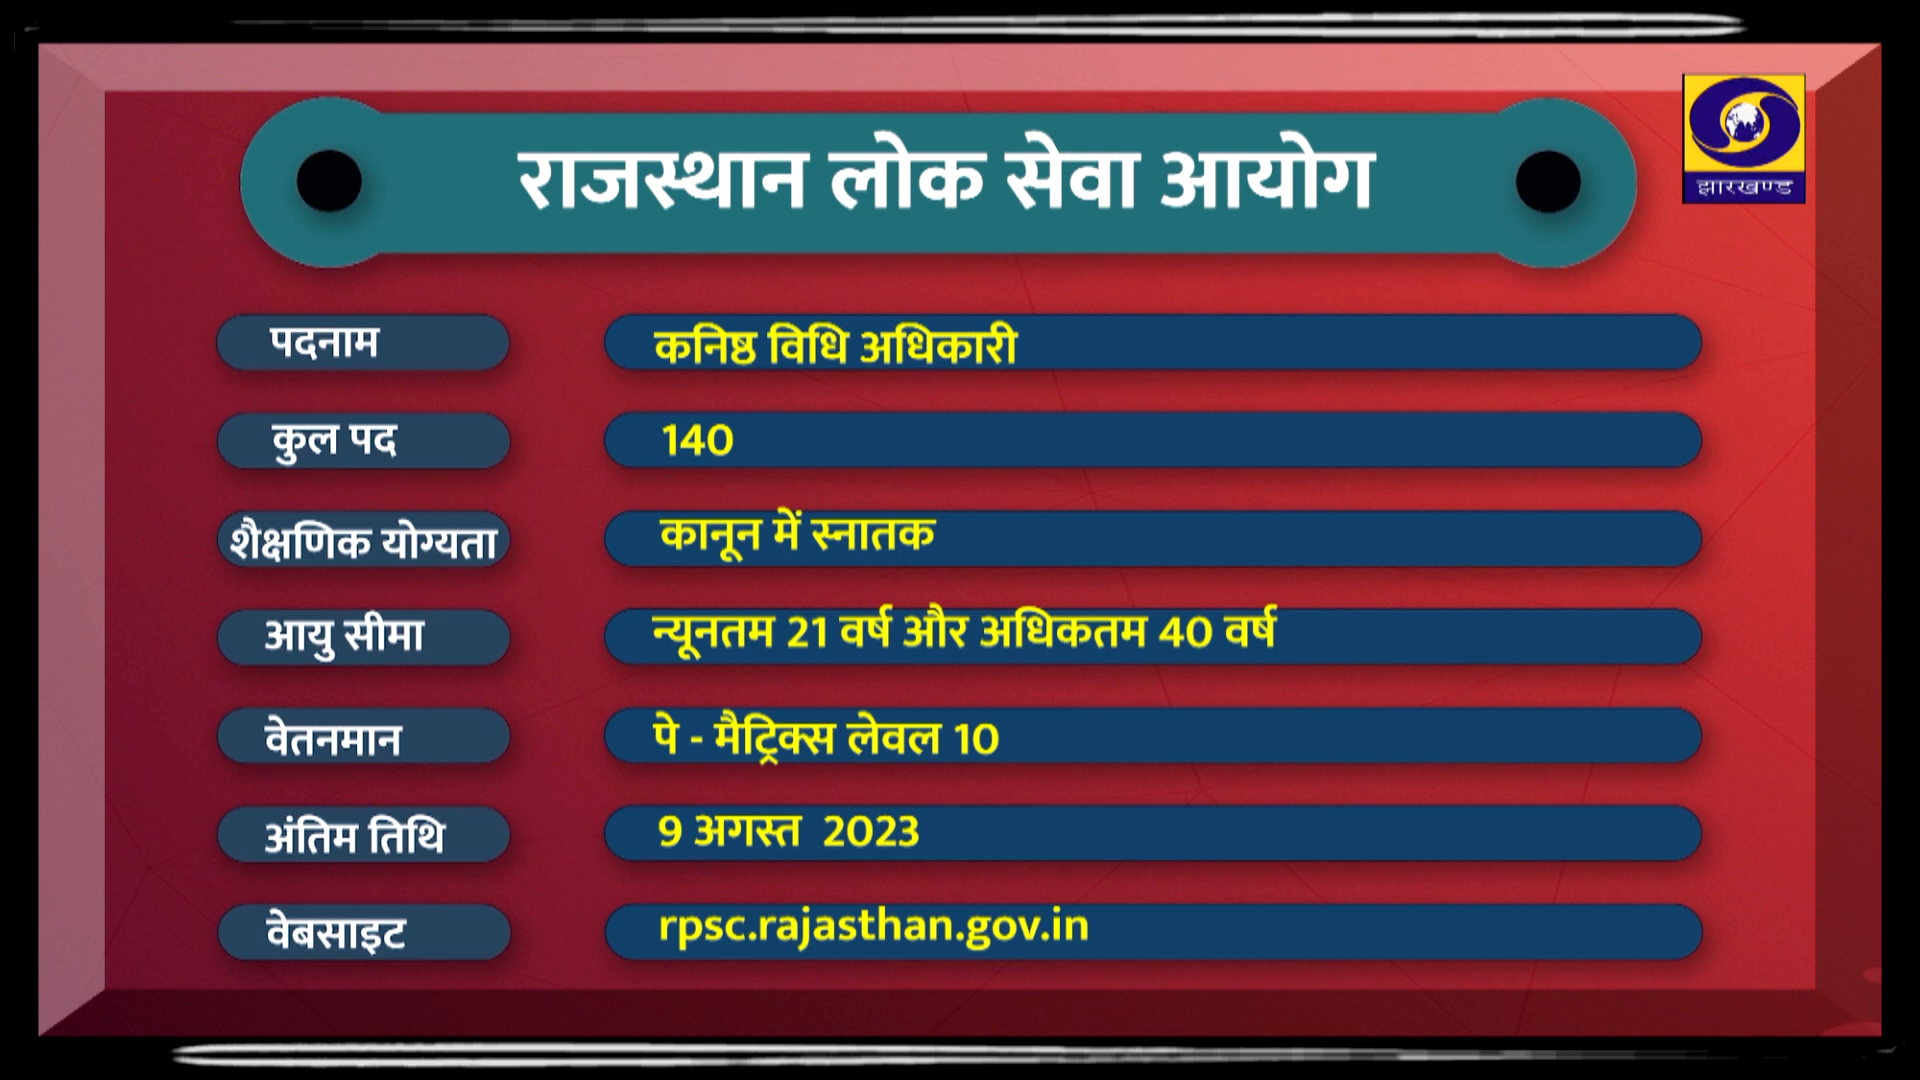 राजस्थान लोक सेवा आयोग
झारखण्ड
पदनाम कनिष्ठ विधि अधिकारी
कुल पद 140
शैक्षणिक योग्यता कानून में स्नातक
आयु सीमा न्यूनतम 21 वर्ष और अधिकतम 40 वर्ष
वेतनमान पे - मैट्रिक्स लेवल 10
अंतिम तिथि 9 अगस्त 2023
वेबसाइट rpsc.rajasthan.gov.in